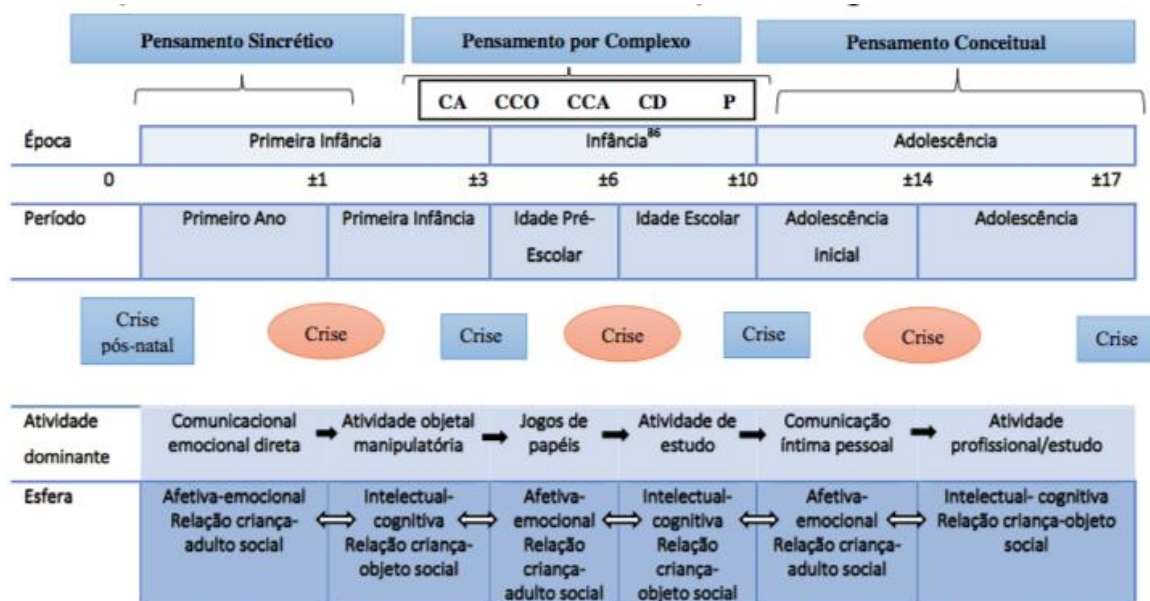 Pensamento Sincrético
Pensamento por Complexo
Pensamento Conceitual
CA CCO CCA CD P
Época
Primeira Infância
Infância86
Adolescência
0 ±1 ±3 ±6 ±10 ±14 ±17
Período
Primeiro Ano
Primeira Infância
Idade Pré-
Escolar
Idade Escolar
Adolescência
inicial
Adolescência
Crise
pós-natal
Crise
Crise
Crise
Crise
Crise
Crise
Atividade
dominante
Comunicacional
emocional direta
Atividade objetal
manipulatória
Jogos de
papéis
Atividade de
estudo
Comunicação
íntima pessoal
Atividade
profissional/estudo
Esfera
Afetiva-emocional
Relação criança-
adulto social
Intelectual-
cognitiva
Relação criança-
objeto social
Afetiva-
emocional
Relação
criança-
adulto social
Intelectual-
cognitiva
Relação
criança-
objeto social
Afetiva-
emocional
Relação criança-
adulto social
Intelectual- cognitiva
Relação criança-objeto
social